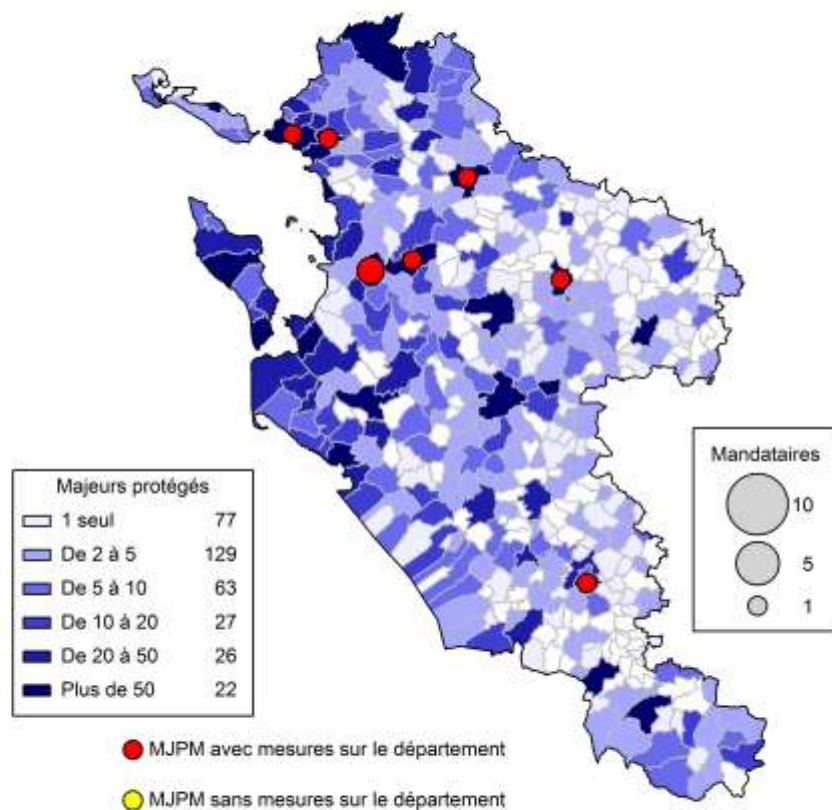 Majeurs protégés
1 seul 77
De 2 à 5 129
De 5 à 10 63
De 10 à 20 27
De 20 à 50 26
Plus de 50 22
Mandataires
10
5
1
MJPM avec mesures sur le département
MJPM sans mesures sur le département